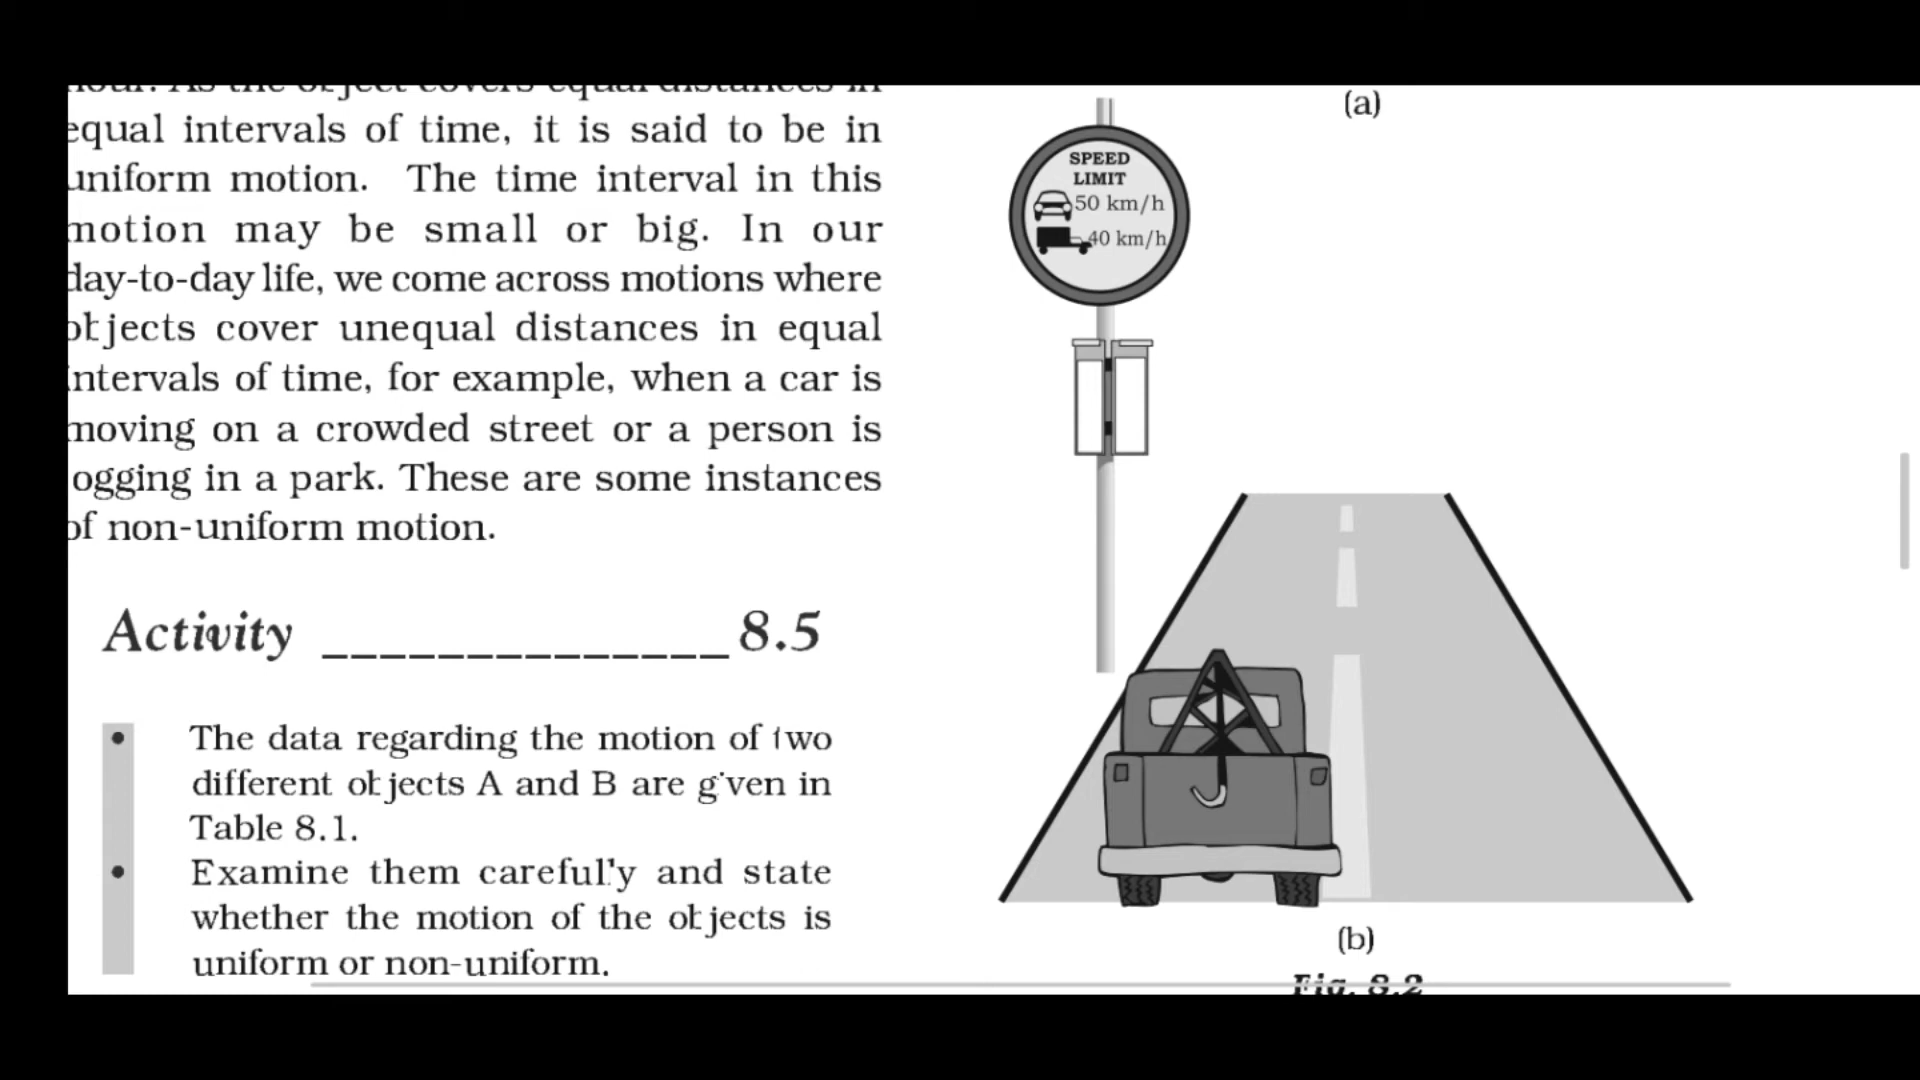 equal intervals of time, it is said to be in
uniform motion. The time interval in this
motion may be small or big. In our
day-to-day life, we come across motions where
objects cover unequal distances in equal
intervals of time, for example, when a car is
moving on a crowded street or a person is
jogging in a park. These are some instances
of non-uniform motion.
Activity ______________ 8.5
• The data regarding the motion of two
different objects A and B are given in
Table 8.1.
• Examine them carefully and state
whether the motion of the objects is
uniform or non-uniform.
(a)
SPEED
LIMIT
50 km/h
40 km/h
(b)
Fig. 8.2